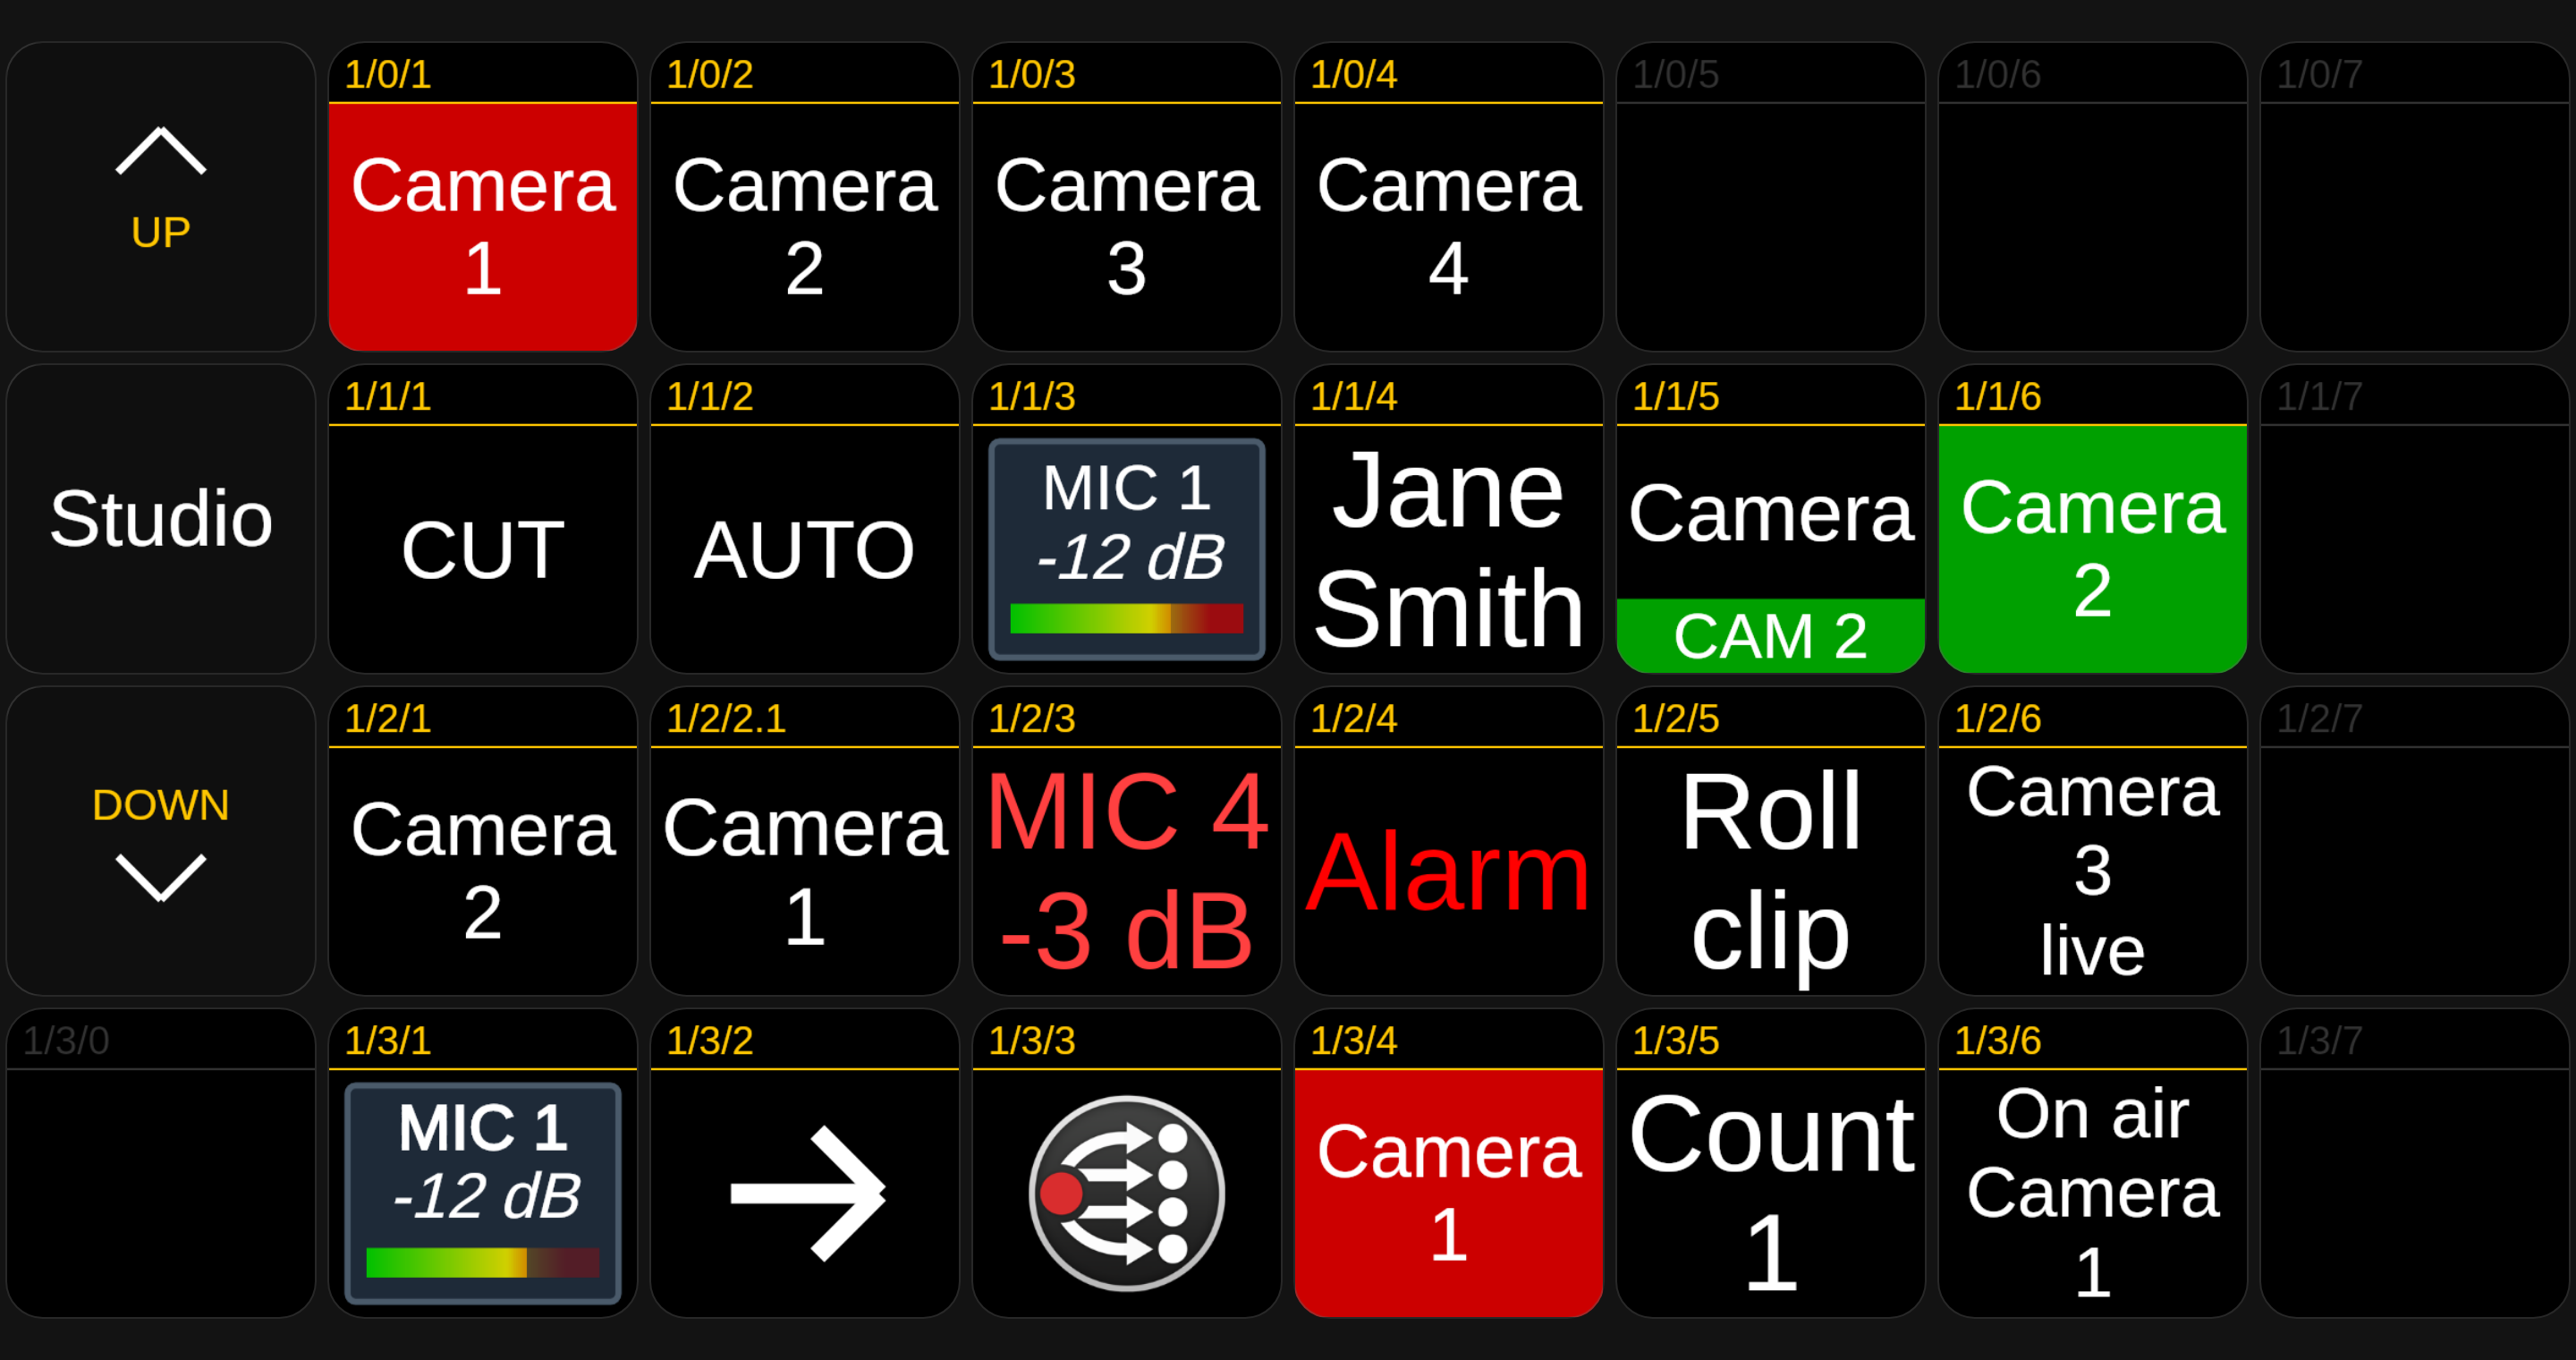 1/0/1
1/0/2
1/0/3
1/0/4
1/0/5
1/0/6
1/0/7
UP
Camera
1
Camera
2
Camera
3
Camera
4
1/1/1
1/1/2
1/1/3
1/1/4
1/1/5
1/1/6
1/1/7
Studio
CUT
AUTO
MIC 1
-12 dB
Jane
Smith
Camera
CAM 2
Camera
2
1/2/1
1/2/2.1
1/2/3
1/2/4
1/2/5
1/2/6
1/2/7
DOWN
Camera
2
Camera
1
MIC 4
-3 dB
Alarm
Roll
clip
Camera
3
live
1/3/0
1/3/1
1/3/2
1/3/3
1/3/4
1/3/5
1/3/6
1/3/7
MIC 1
-12 dB
Camera
1
Count
1
On air
Camera
1